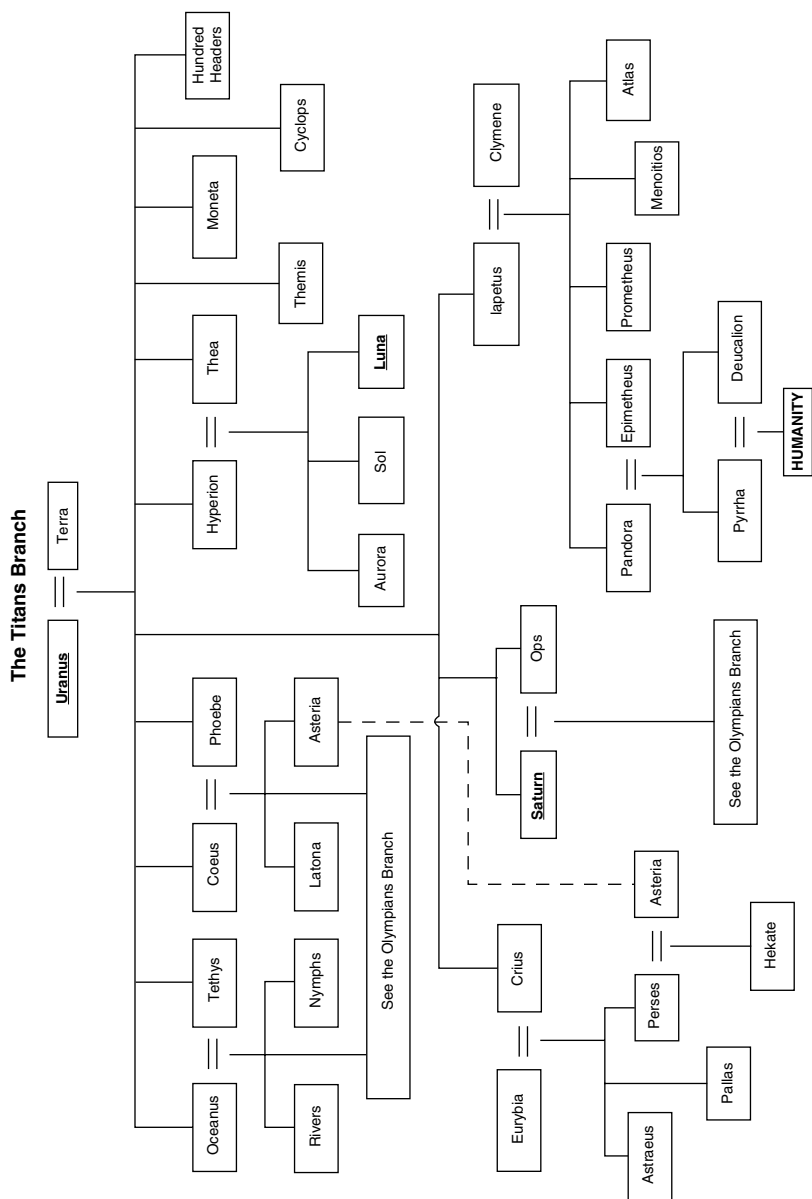 The Titans Branch
Uranus
Terra
Oceanus
Tethys
Coeus
Phoebe
Hyperion
Thea
Themis
Moneta
Cyclops
Hundred
Headers
Rivers
Nymphs
Latona
Asteria
Aurora
Sol
Luna
See the Olympians Branch
Eurybia
Crius
Saturn
Ops
Iapetus
Clymene
Astraeus
Pallas
Perses
Asteria
Pandora
Epimetheus
Prometheus
Menoitios
Atlas
Hekate
See the Olympians Branch
Pyrrha
Deucalion
HUMANITY